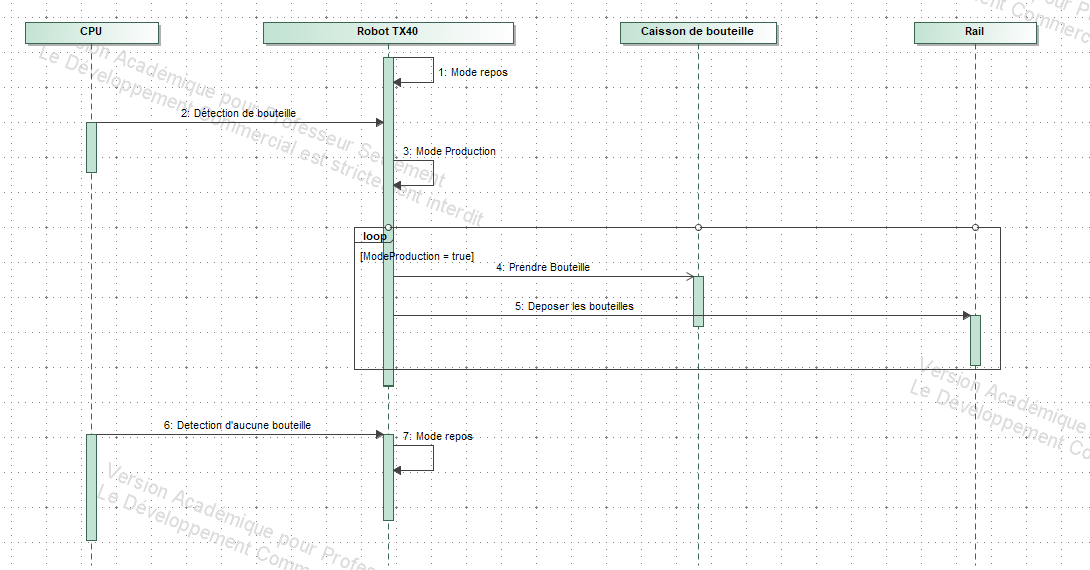 CPU
Robot TX40
Caisson de bouteille
Rail
1: Mode repos
2: Détection de bouteille
3: Mode Production
loop
[ModeProduction = true]
4: Prendre Bouteille
5: Deposer les bouteilles
6: Detection d'aucune bouteille
7: Mode repos
Version Académique pour Professeur Seulement
Le Développement Commercial est strictement interdit
Version Académique
Le Développement Co
Version Académique pour Profes
Le Développement Comm